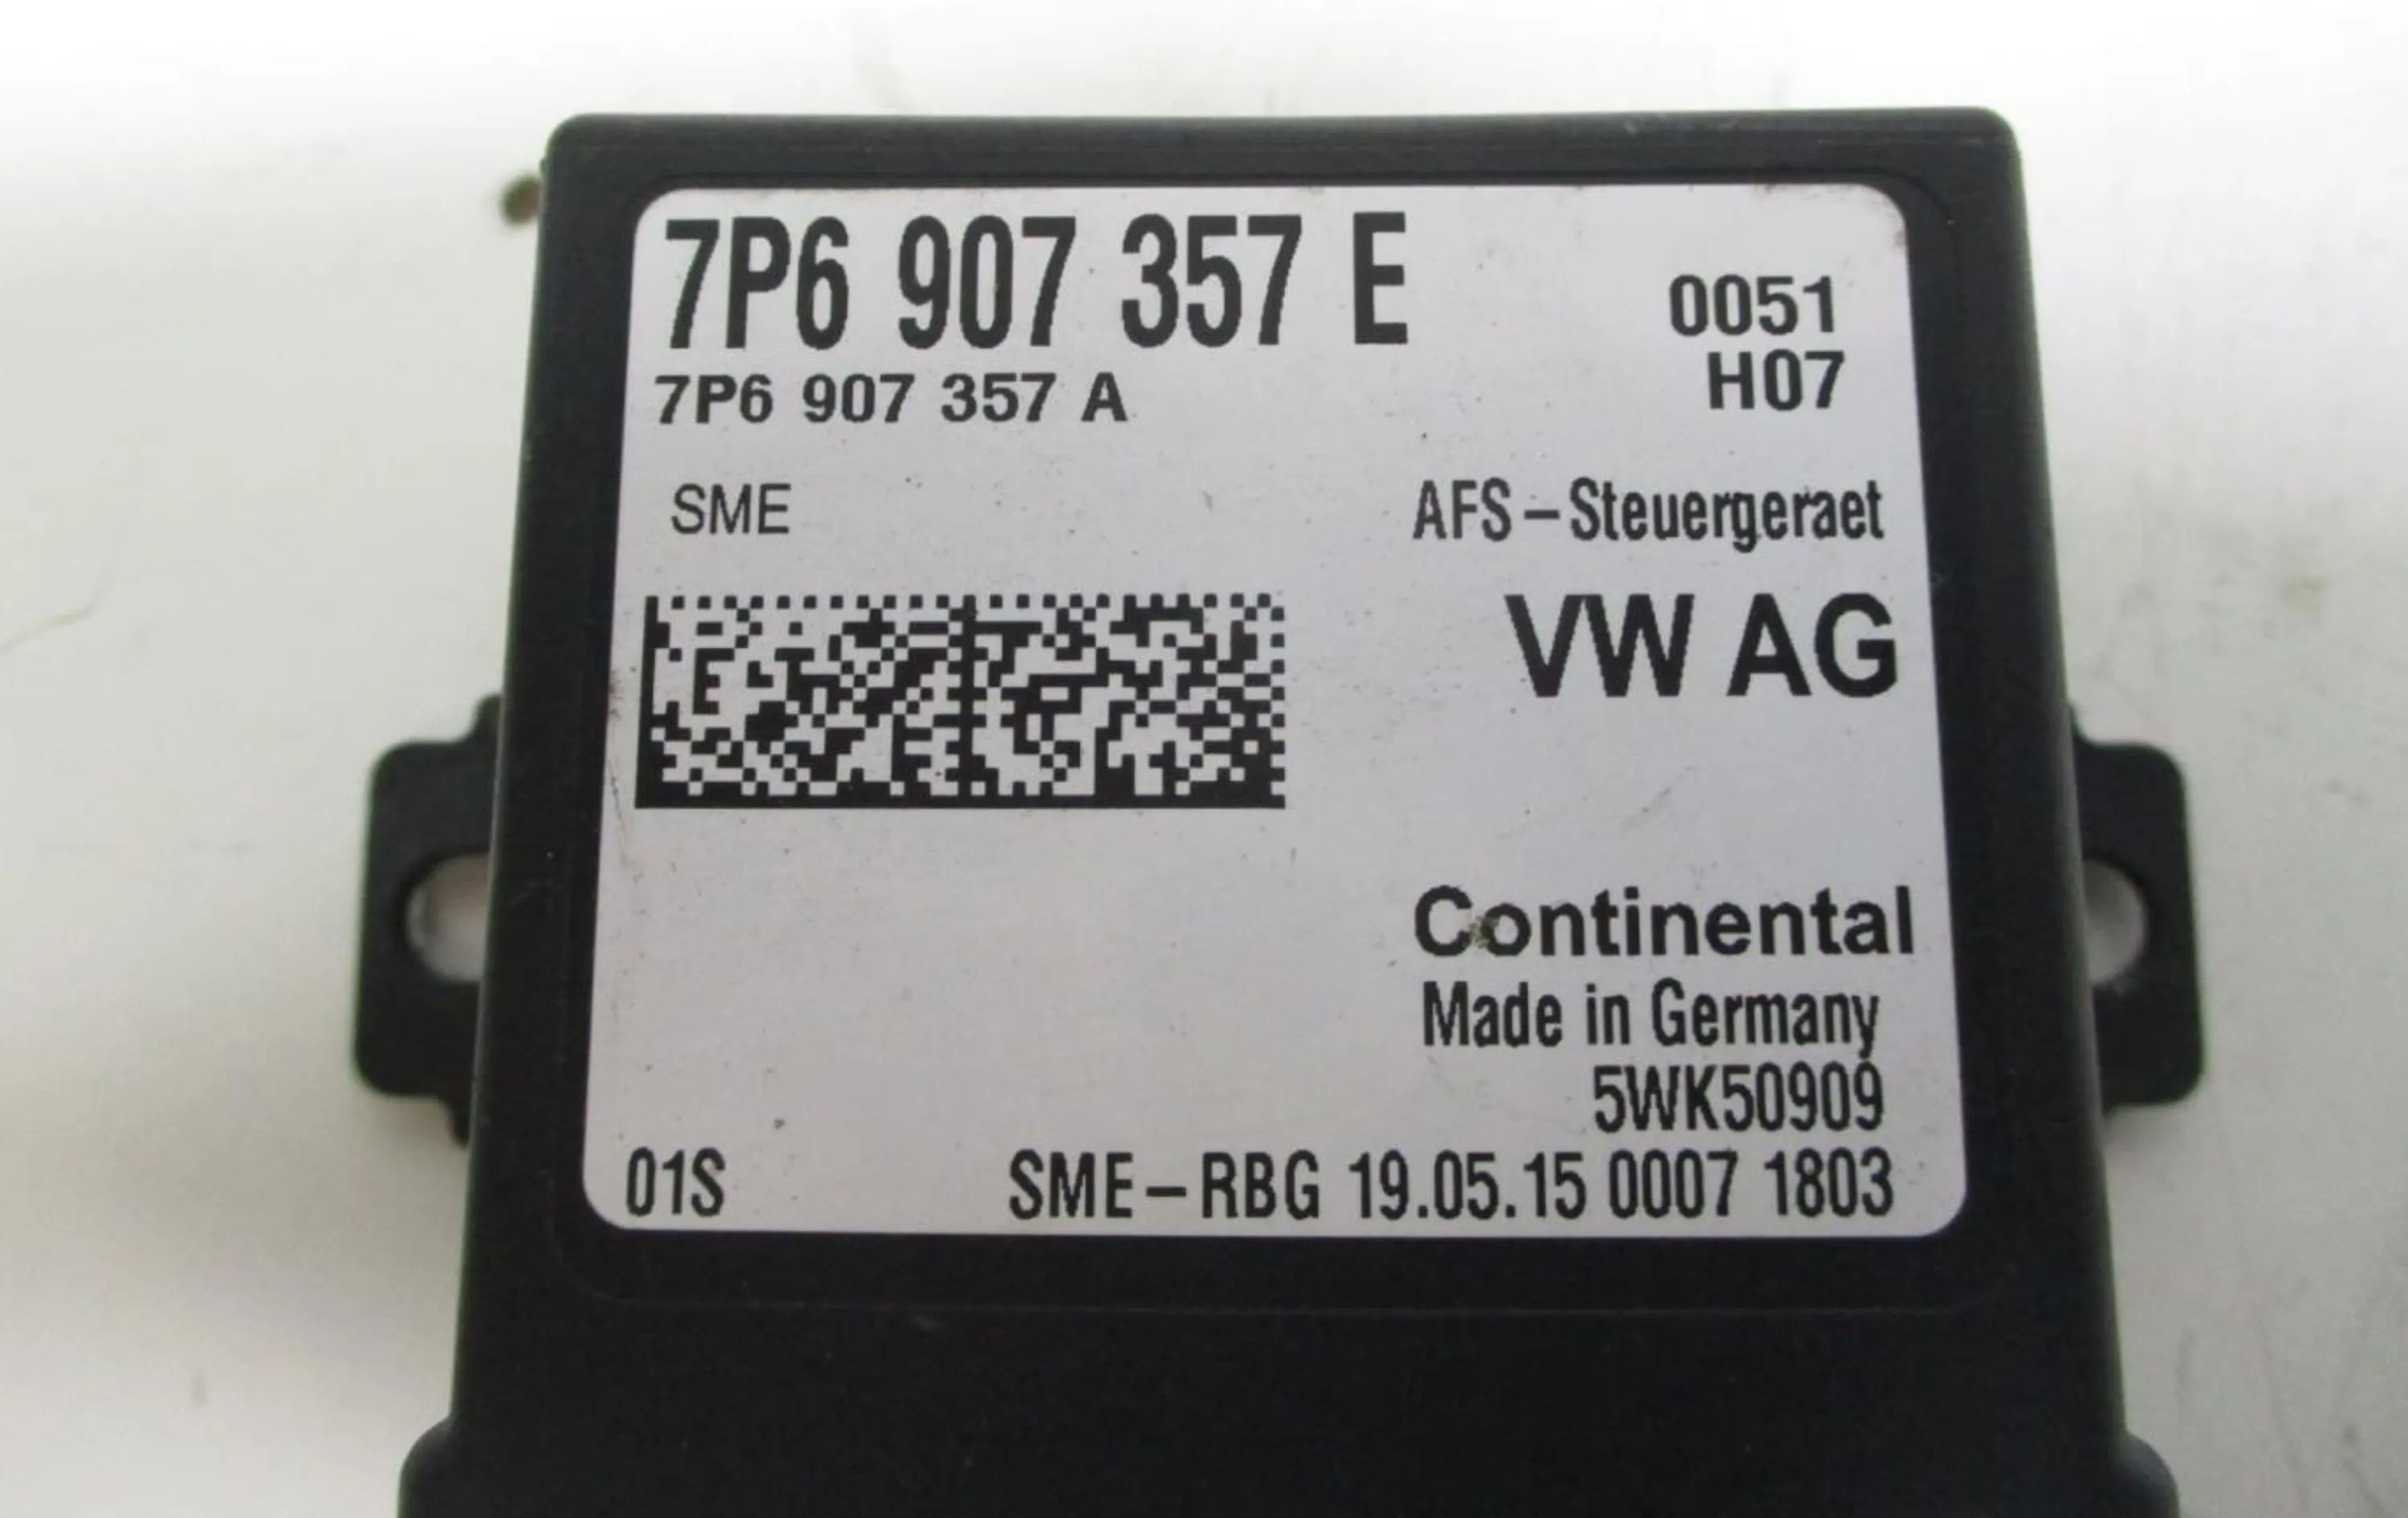 7P6 907 357 E
0051
7P6 907 357 A
H07
SME
AFS-Steuergeraet
VW AG
Continental
Made in Germany
5WK50909
01S SME-RBG 19.05.15 0007 1803